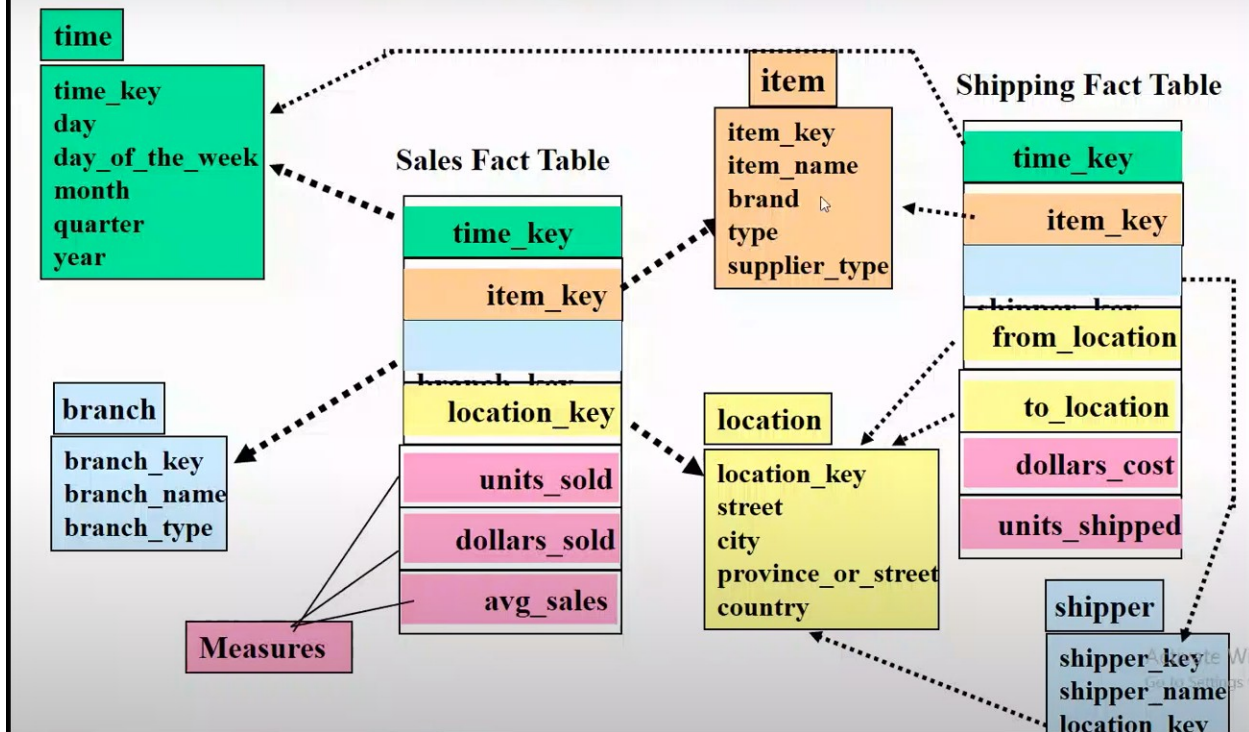 time
time_key
day
day_of_the_week
month
quarter
year
Sales Fact Table
time_key
item_key
location_key
units_sold
dollars_sold
avg_sales
Measures
branch
branch_key
branch_name
branch_type
item
item_key
item_name
brand
type
supplier_type
location
location_key
street
city
province_or_street
country
Shipping Fact Table
time_key
item_key
from_location
to_location
dollars_cost
units_shipped
shipper
shipper_key
shipper_name
location_key